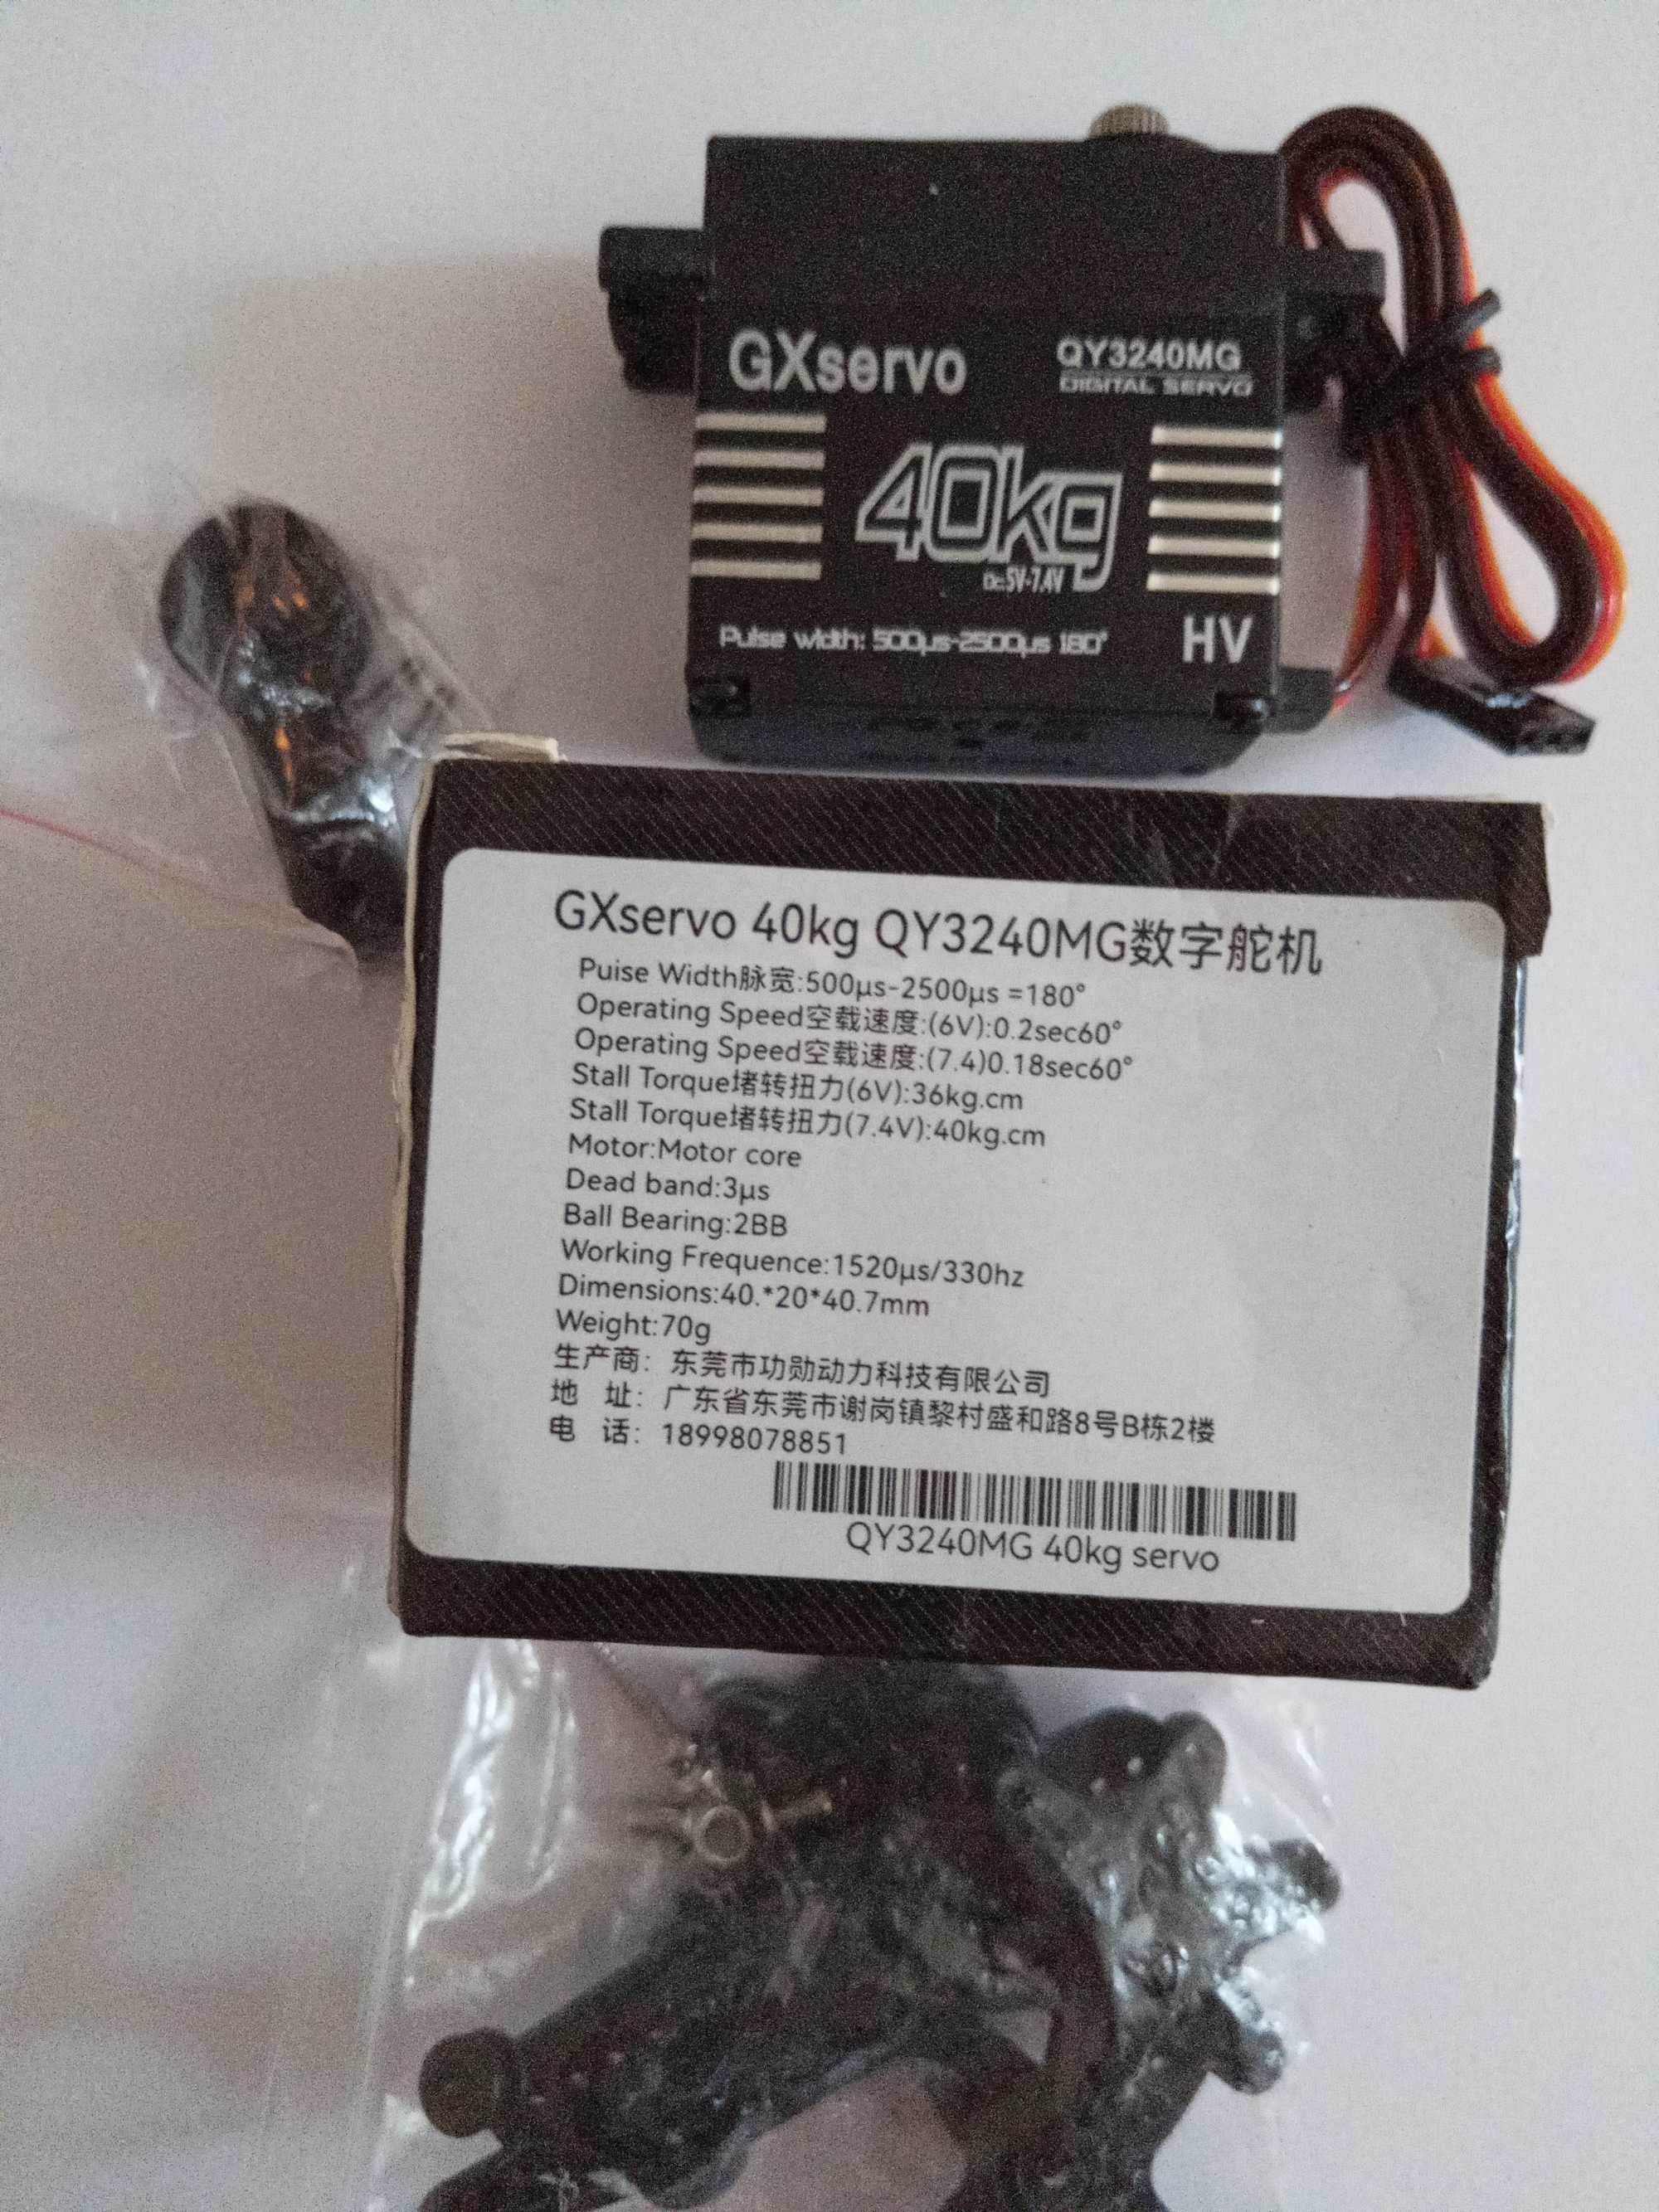 GXservo
QY3240MG
DIGITAL SERVO
40kg
Dc:5V-7.4V
Pulse width: 500µs-2500µs 180°
HV
GXservo 40kg QY3240MG数字舵机
Puise Width脉宽:500µs-2500µs =180°
Operating Speed空载速度:(6V):0.2sec60°
Operating Speed空载速度:(7.4)0.18sec60°
Stall Torque堵转扭力(6V):36kg.cm
Stall Torque堵转扭力(7.4V):40kg.cm
Motor:Motor core
Dead band:3µs
Ball Bearing:2BB
Working Frequence:1520µs/330hz
Dimensions:40.*20*40.7mm
Weight:70g
生产商：东莞市功勋动力科技有限公司
地 址：广东省东莞市谢岗镇黎村盛和路8号B栋2楼
电 话：18998078851
QY3240MG 40kg servo